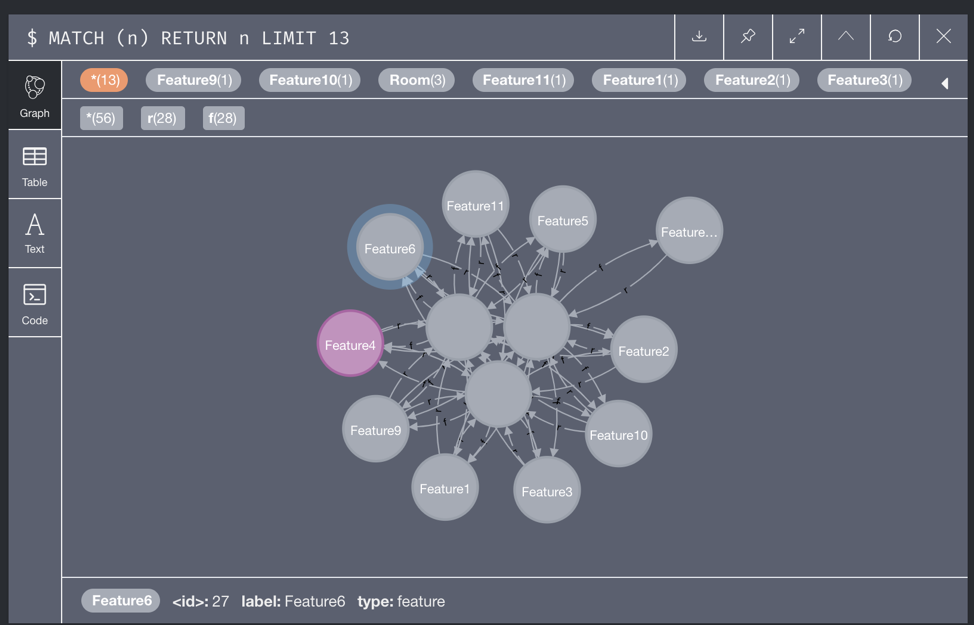 $ MATCH (n) RETURN n LIMIT 13
*(13) Feature9(1) Feature10(1) Room(3) Feature11(1) Feature1(1) Feature2(1) Feature3(1)
*(56) r(28) f(28)
Graph
Table
Text
Code
Feature11
Feature5
Feature...
Feature6
Feature4
Feature2
Feature9
Feature10
Feature1
Feature3
Feature6 <id>: 27 label: Feature6 type: feature